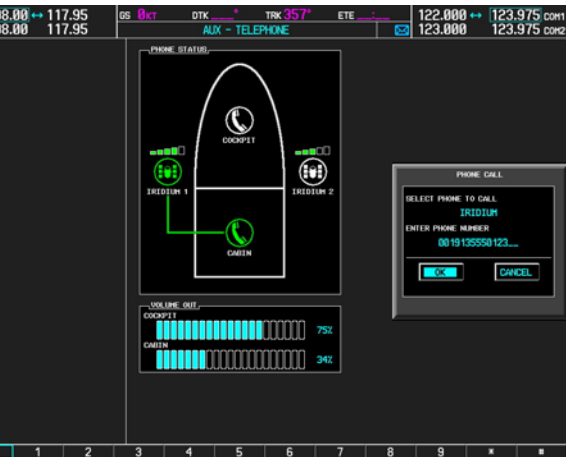 08.00 ↔ 117.95 GS 0KT DTK ___° TRK 357° ETE __:__ 122.000 ↔ 123.975 COM1
08.00 117.95 AUX - TELEPHONE 123.000 123.975 COM2
PHONE STATUS
COCKPIT
IRIDIUM 1
IRIDIUM 2
CABIN
PHONE CALL
SELECT PHONE TO CALL
IRIDIUM
ENTER PHONE NUMBER
0019135550123__
OK CANCEL
VOLUME OUT
COCKPIT
75%
CABIN
34%
1 2 3 4 5 6 7 8 9 * #